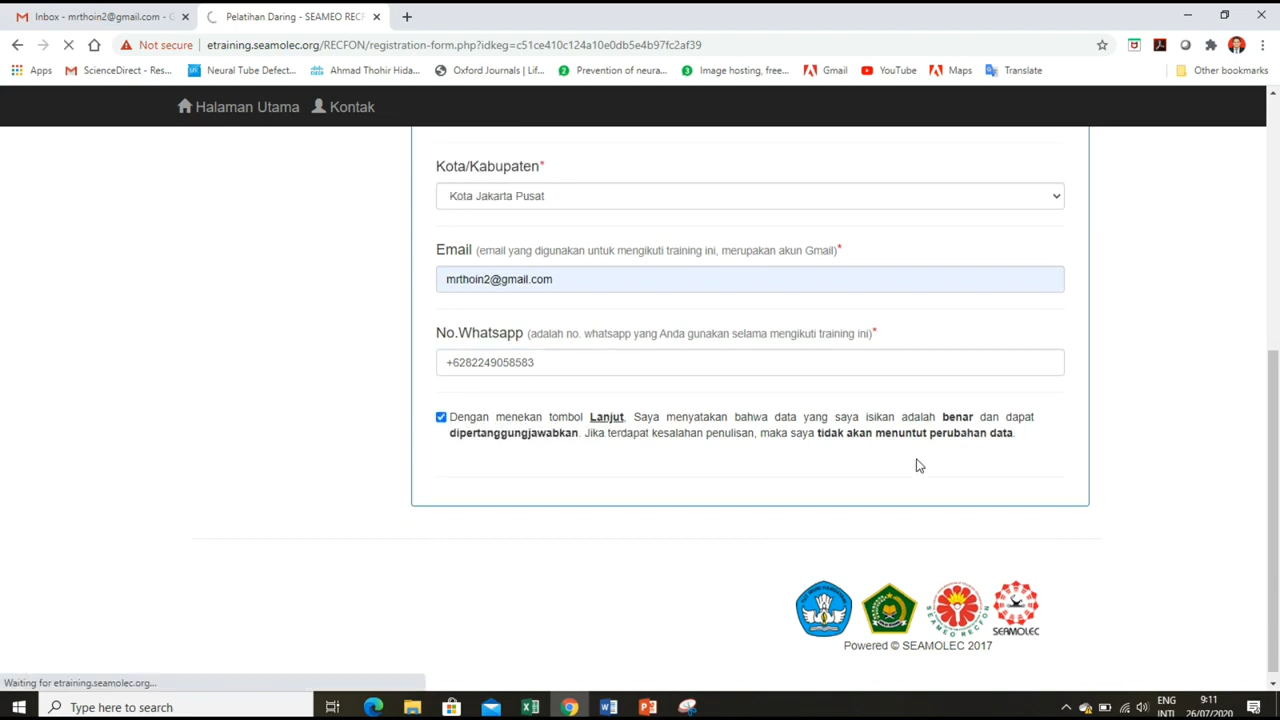 Inbox - mrthoin2@gmail.com - G
Pelatihan Daring - SEAMEO RECF
Not secure
etraining.seamolec.org/RECFON/registration-form.php?idkeg=c51ce410c124a10e0db5e4b97fc2af39
Apps
ScienceDirect - Res...
Neural Tube Defect...
Ahmad Thohir Hida...
Oxford Journals | Lif...
Prevention of neura...
Image hosting, free...
Gmail
YouTube
Maps
Translate
Other bookmarks
Halaman Utama
Kontak
Kota/Kabupaten*
Kota Jakarta Pusat
Email (email yang digunakan untuk mengikuti training ini, merupakan akun Gmail)*
mrthoin2@gmail.com
No.Whatsapp (adalah no. whatsapp yang Anda gunakan selama mengikuti training ini)*
+6282249058583
Dengan menekan tombol Lanjut, Saya menyatakan bahwa data yang saya isikan adalah benar dan dapat
dipertanggungjawabkan. Jika terdapat kesalahan penulisan, maka saya tidak akan menuntut perubahan data.
SEAMEO RECFON
SEAMOLEC
Powered © SEAMOLEC 2017
Waiting for etraining.seamolec.org...
Type here to search
ENG
INTL
9:11
26/07/2020